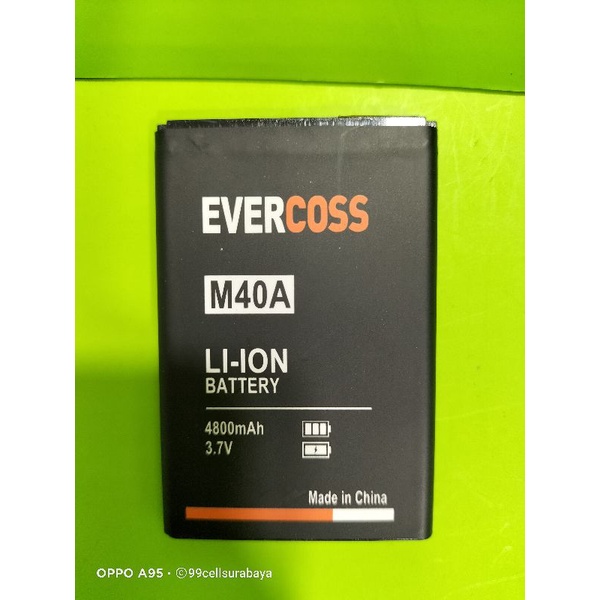 EVERCOSS
M40A
LI-ION
BATTERY
4800mAh
3.7V
Made in China
OPPO A95 · ©99cellsurabaya